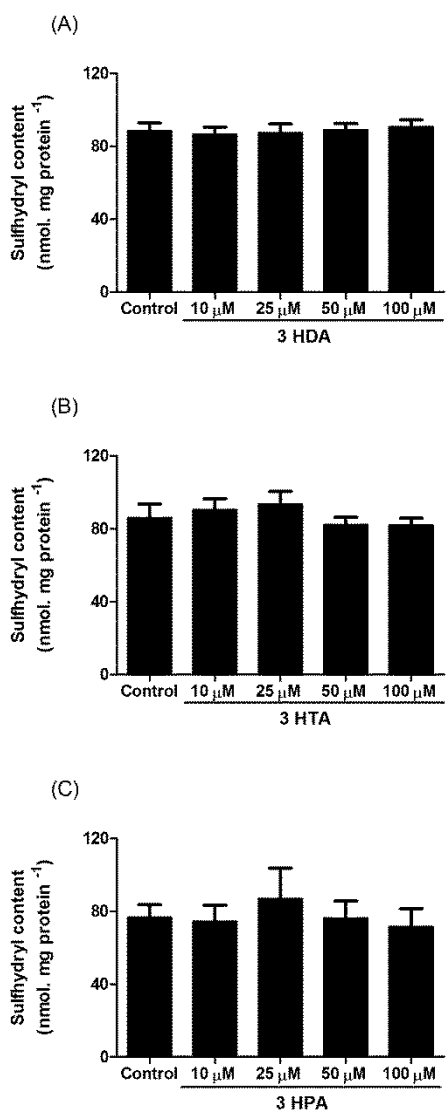 (A)
Sulfhydryl content
(nmol. mg protein -1)
120
80
40
0
Control 10 µM 25 µM 50 µM 100 µM
3 HDA
(B)
Sulfhydryl content
(nmol. mg protein -1)
120
80
40
0
Control 10 µM 25 µM 50 µM 100 µM
3 HTA
(C)
Sulfhydryl content
(nmol. mg protein -1)
120
80
40
0
Control 10 µM 25 µM 50 µM 100 µM
3 HPA